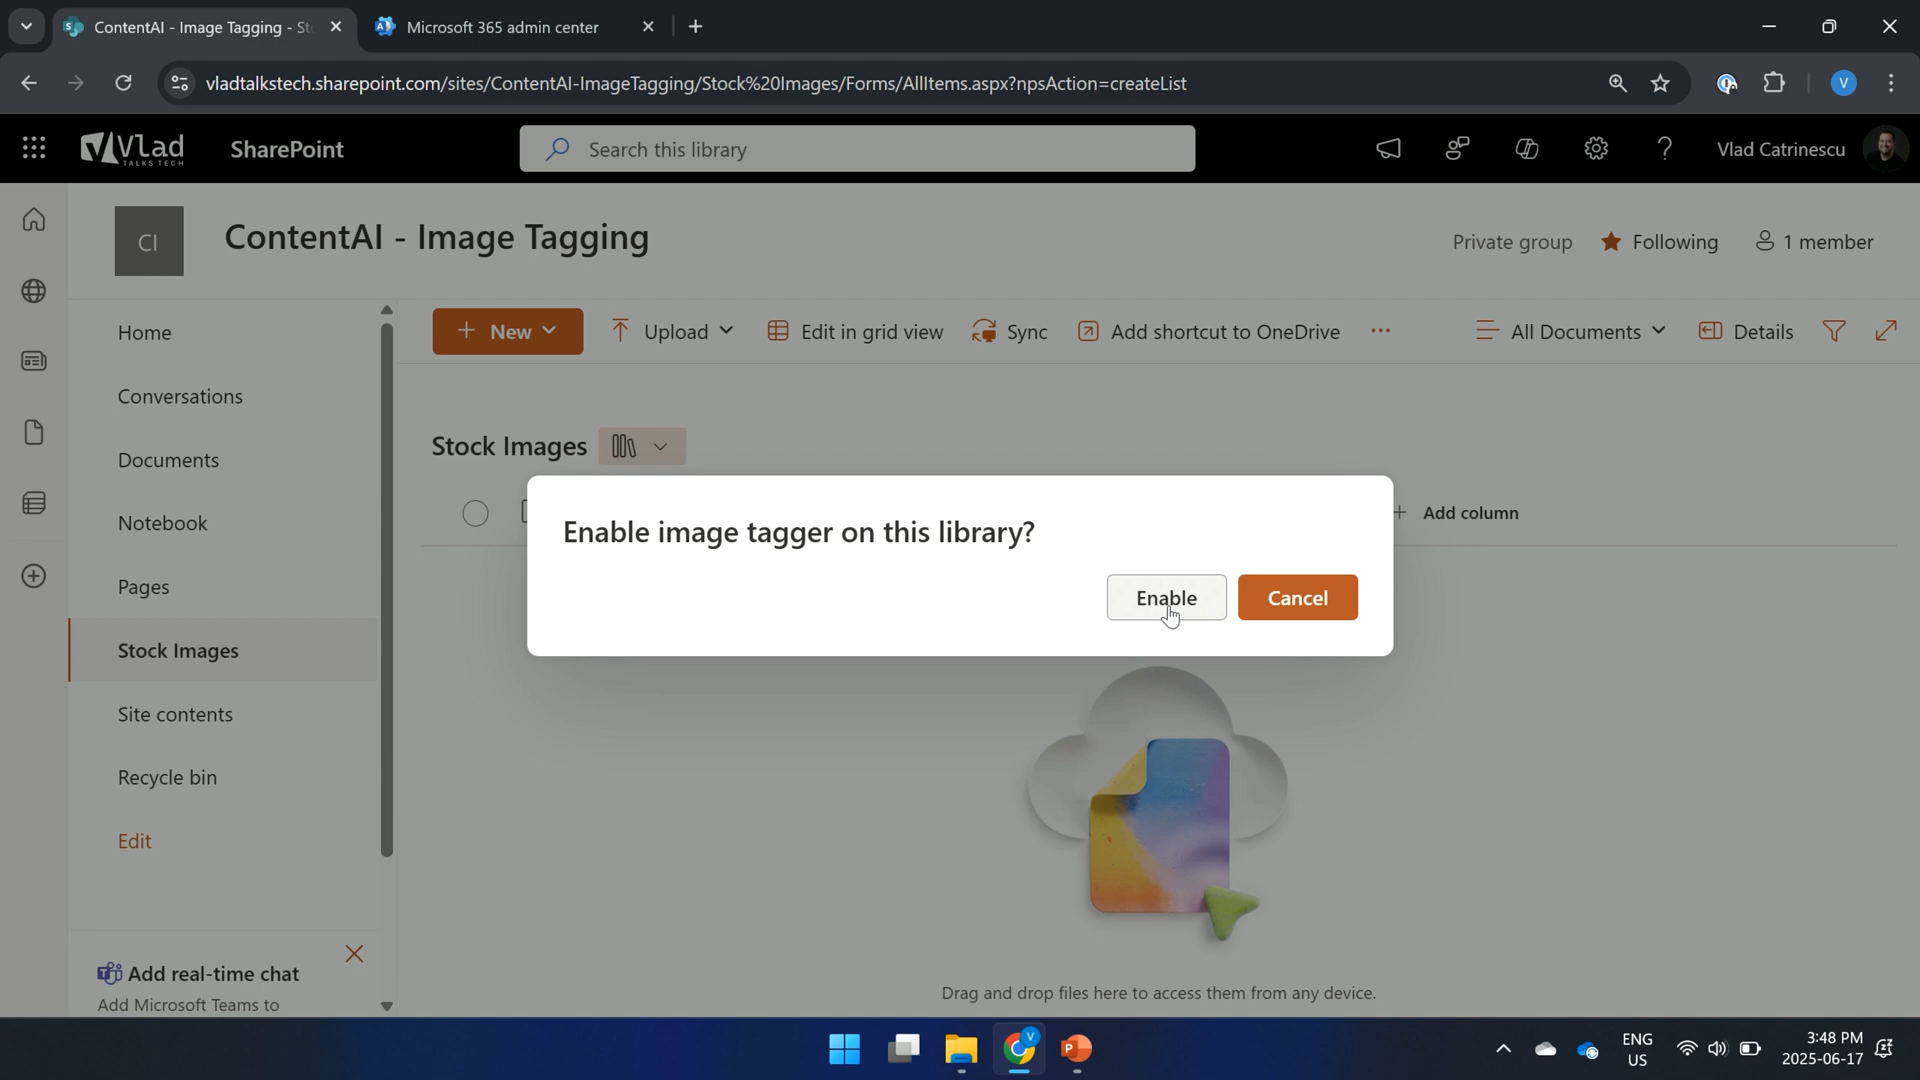 ContentAI - Image Tagging - St
Microsoft 365 admin center
vladtalkstech.sharepoint.com/sites/ContentAI-ImageTagging/Stock%20Images/Forms/AllItems.aspx?npsAction=createList
V
Vlad
TALKS TECH
SharePoint
Search this library
Vlad Catrinescu
CI
ContentAI - Image Tagging
Private group
Following
1 member
Home
Conversations
Documents
Notebook
Pages
Stock Images
Site contents
Recycle bin
Edit
Add real-time chat
Add Microsoft Teams to
New
Upload
Edit in grid view
Sync
Add shortcut to OneDrive
All Documents
Details
Stock Images
Add column
Enable image tagger on this library?
Enable
Cancel
Drag and drop files here to access them from any device.
ENG
US
3:48 PM
2025-06-17